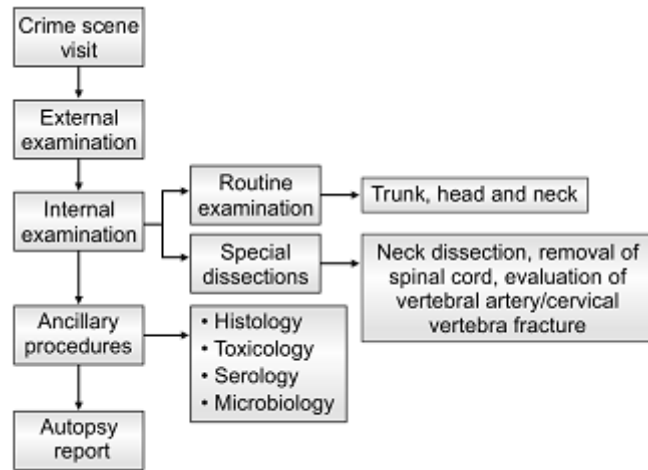 Crime scene
visit
External
examination
Internal
examination
Routine
examination
Trunk, head and neck
Special
dissections
Neck dissection, removal of
spinal cord, evaluation of
vertebral artery/cervical
vertebra fracture
Ancillary
procedures
• Histology
• Toxicology
• Serology
• Microbiology
Autopsy
report